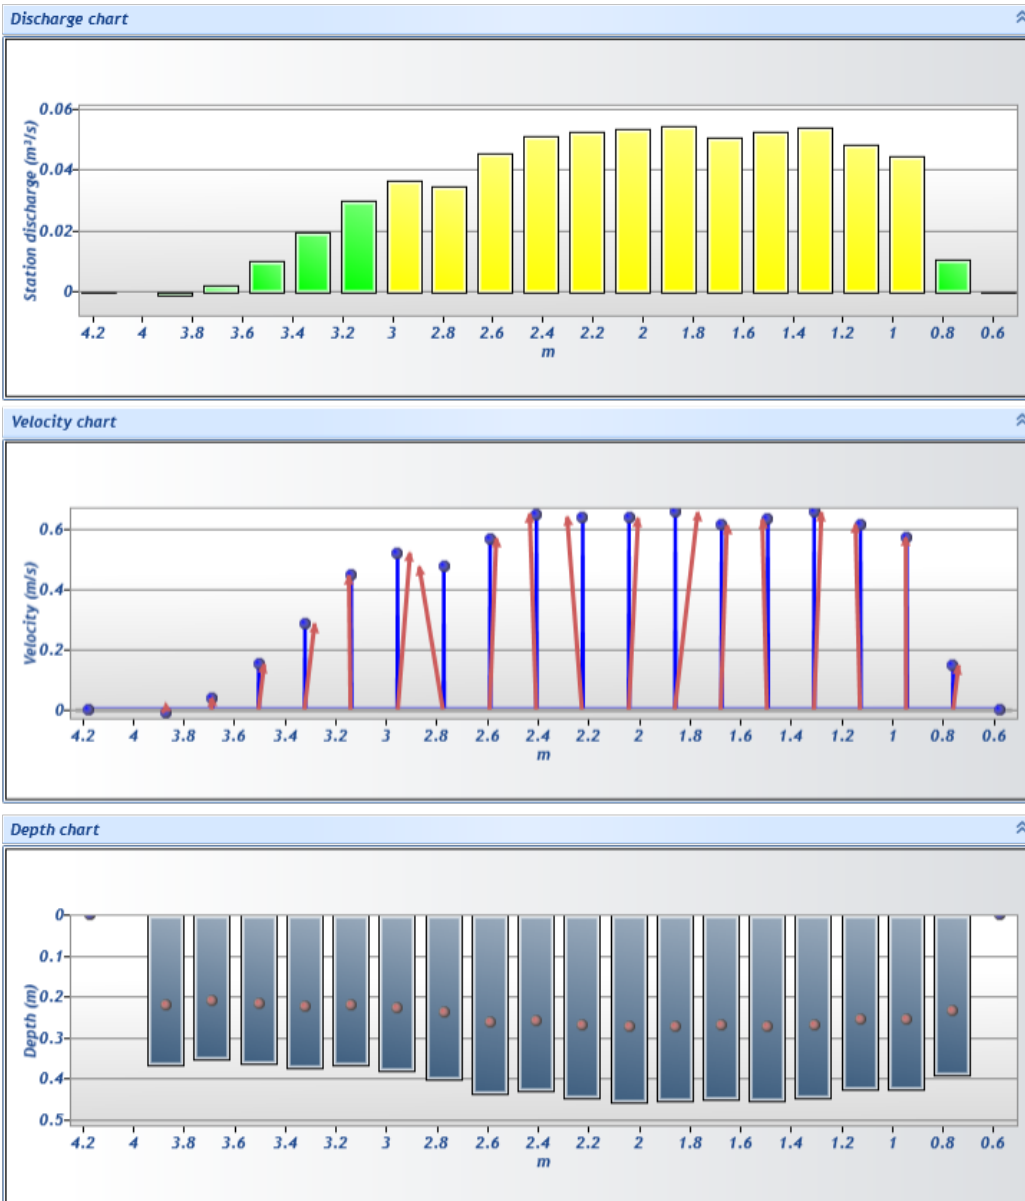 Discharge chart
Station discharge (m³/s)
0.06
0.04
0.02
0
4.2 4 3.8 3.6 3.4 3.2 3 2.8 2.6 2.4 2.2 2 1.8 1.6 1.4 1.2 1 0.8 0.6
m
Velocity chart
Velocity (m/s)
0.6
0.4
0.2
0
4.2 4 3.8 3.6 3.4 3.2 3 2.8 2.6 2.4 2.2 2 1.8 1.6 1.4 1.2 1 0.8 0.6
m
Depth chart
Depth (m)
0
0.1
0.2
0.3
0.4
0.5
4.2 4 3.8 3.6 3.4 3.2 3 2.8 2.6 2.4 2.2 2 1.8 1.6 1.4 1.2 1 0.8 0.6
m